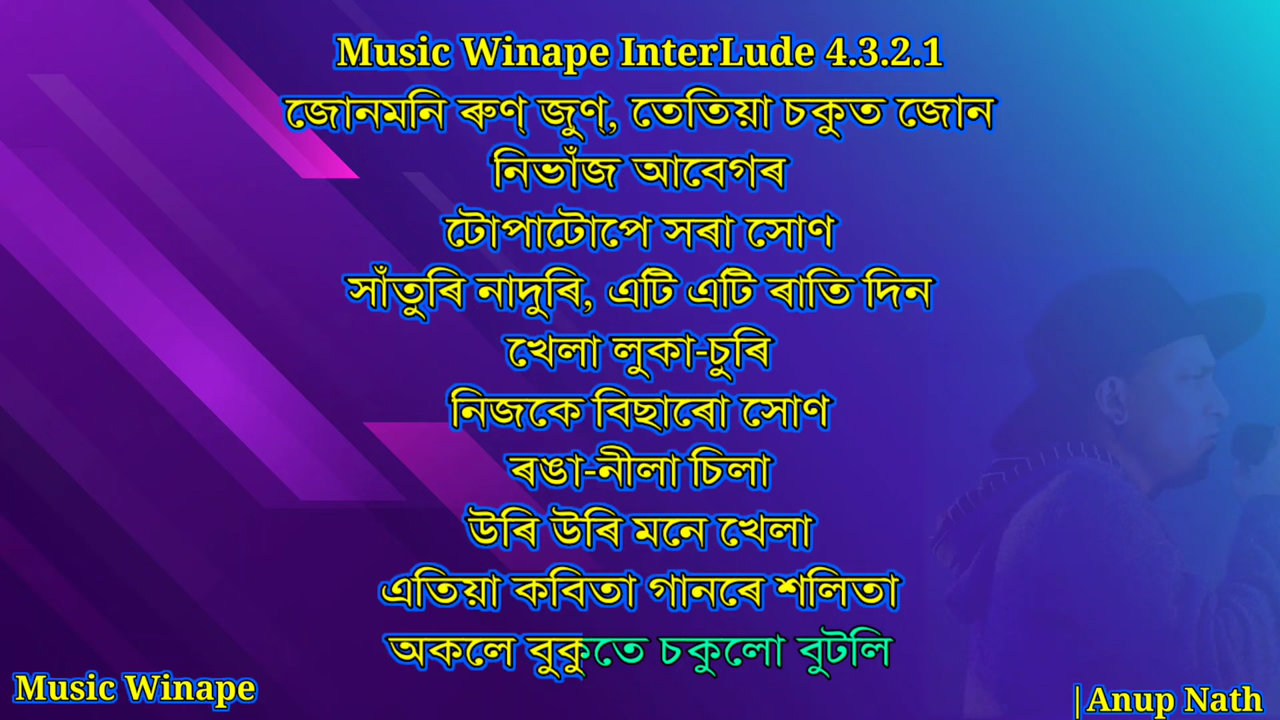 Music Winape InterLude 4.3.2.1
জোনমনি ৰুণ্ জুণ্, তেতিয়া চকুত জোন
নিভাঁজ আবেগৰ
টোপাটোপে সৰা সোণ
সাঁতুৰি নাদুৰি, এটি এটি ৰাতি দিন
খেলা লুকা-চুৰি
নিজকে বিছাৰো সোণ
ৰঙা-নীলা চিলা
উৰি উৰি মনে খেলা
এতিয়া কবিতা গানৰে শলিতা
অকলে বুকুতে চকুলো বুটলি
Music Winape
|Anup Nath